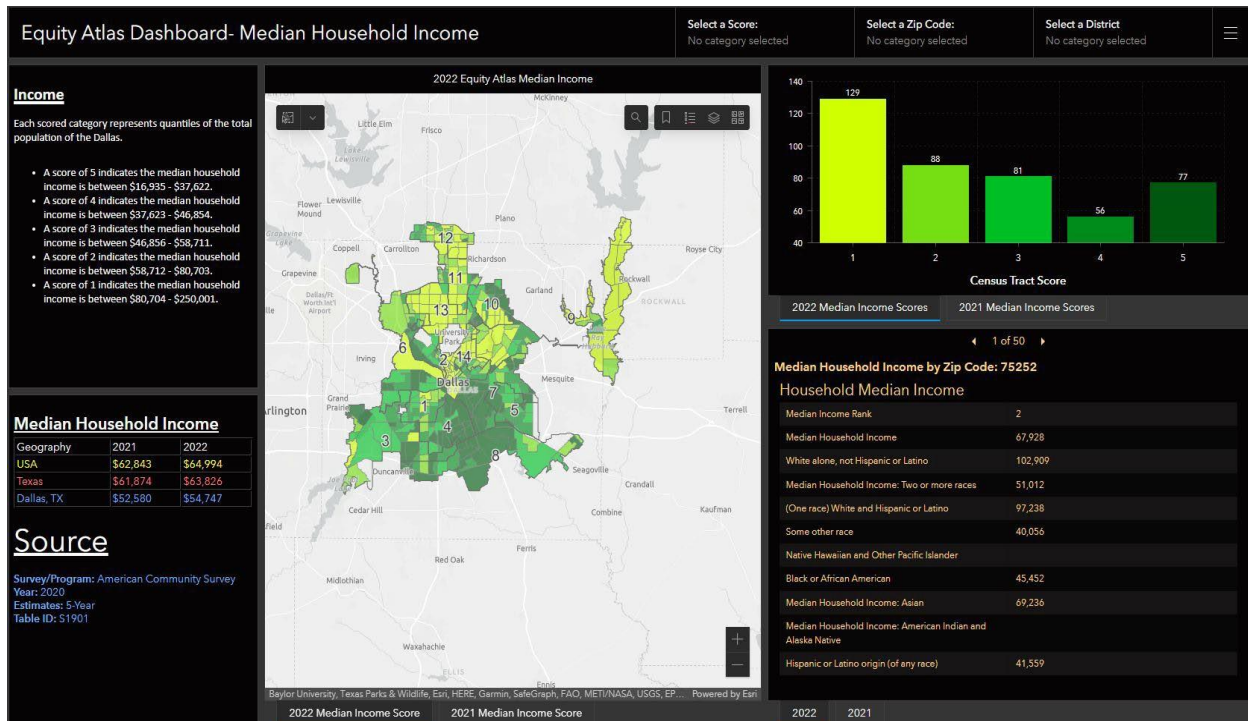 Equity Atlas Dashboard- Median Household Income
Select a Score:
No category selected
Select a Zip Code:
No category selected
Select a District
No category selected
Income
Each scored category represents quantiles of the total
population of the Dallas.
• A score of 5 indicates the median household
income is between $16,935 - $37,622.
• A score of 4 indicates the median household
income is between $37,623 - $46,854.
• A score of 3 indicates the median household
income is between $46,856 - $58,711.
• A score of 2 indicates the median household
income is between $58,712 - $80,703.
• A score of 1 indicates the median household
income is between $80,704 - $250,001.
Median Household Income
Geography 2021 2022
USA $62,843 $64,994
Texas $61,874 $63,826
Dallas, TX $52,580 $54,747
Source
Survey/Program: American Community Survey
Year: 2020
Estimates: 5-Year
Table ID: S1901
2022 Equity Atlas Median Income
McKinney
Little Elm
Frisco
Lake
Lewisville
Flower
Mound
Lewisville
Plano
Grapevine
Lake
Coppell
Carrollton
12
Richardson
Royse City
Grapevine
11
Garland
Rockwall
ROCKWALL
Dallas/Ft
Worth Int'l
Airport
13
10
9
University
Park
Irving
6
2
14
Dallas
Mesquite
Grand
Prairie
Arlington
1
7
5
Terrell
3
4
8
Duncanville
Seagoville
Crandall
Cedar Hill
Combine
Kaufman
Ferris
Red Oak
Midlothian
Waxahachie
ELLIS
Ennis
+
−
Baylor University, Texas Parks & Wildlife, Esri, HERE, Garmin, SafeGraph, FAO, METI/NASA, USGS, EP... Powered by Esri
2022 Median Income Score
2021 Median Income Score
140
120
100
80
60
40
129
88
81
56
77
1 2 3 4 5
Census Tract Score
2022 Median Income Scores
2021 Median Income Scores
1 of 50
Median Household Income by Zip Code: 75252
Household Median Income
Median Income Rank 2
Median Household Income 67,928
White alone, not Hispanic or Latino 102,909
Median Household Income: Two or more races 51,012
(One race) White and Hispanic or Latino 97,238
Some other race 40,056
Native Hawaiian and Other Pacific Islander
Black or African American 45,452
Median Household Income: Asian 69,236
Median Household Income: American Indian and
Alaska Native
Hispanic or Latino origin (of any race) 41,559
2022
2021